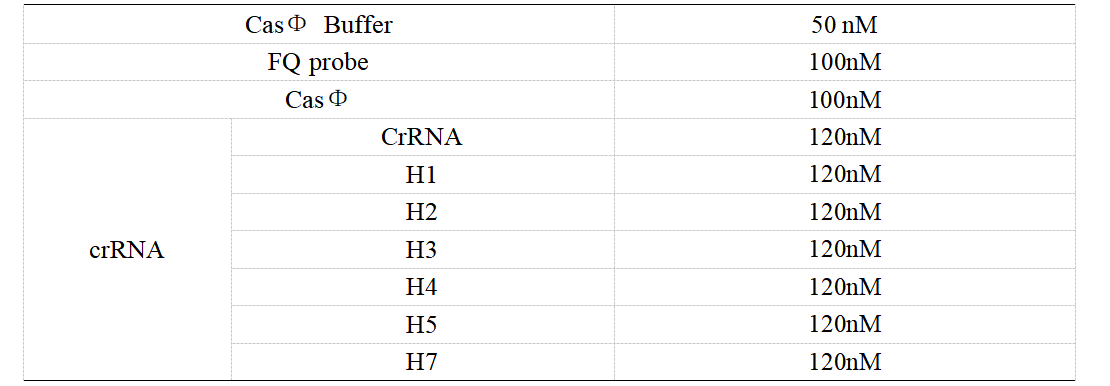 CasΦ Buffer 50 nM
FQ probe 100nM
CasΦ 100nM
CrRNA 120nM
H1 120nM
H2 120nM
crRNA H3 120nM
H4 120nM
H5 120nM
H7 120nM